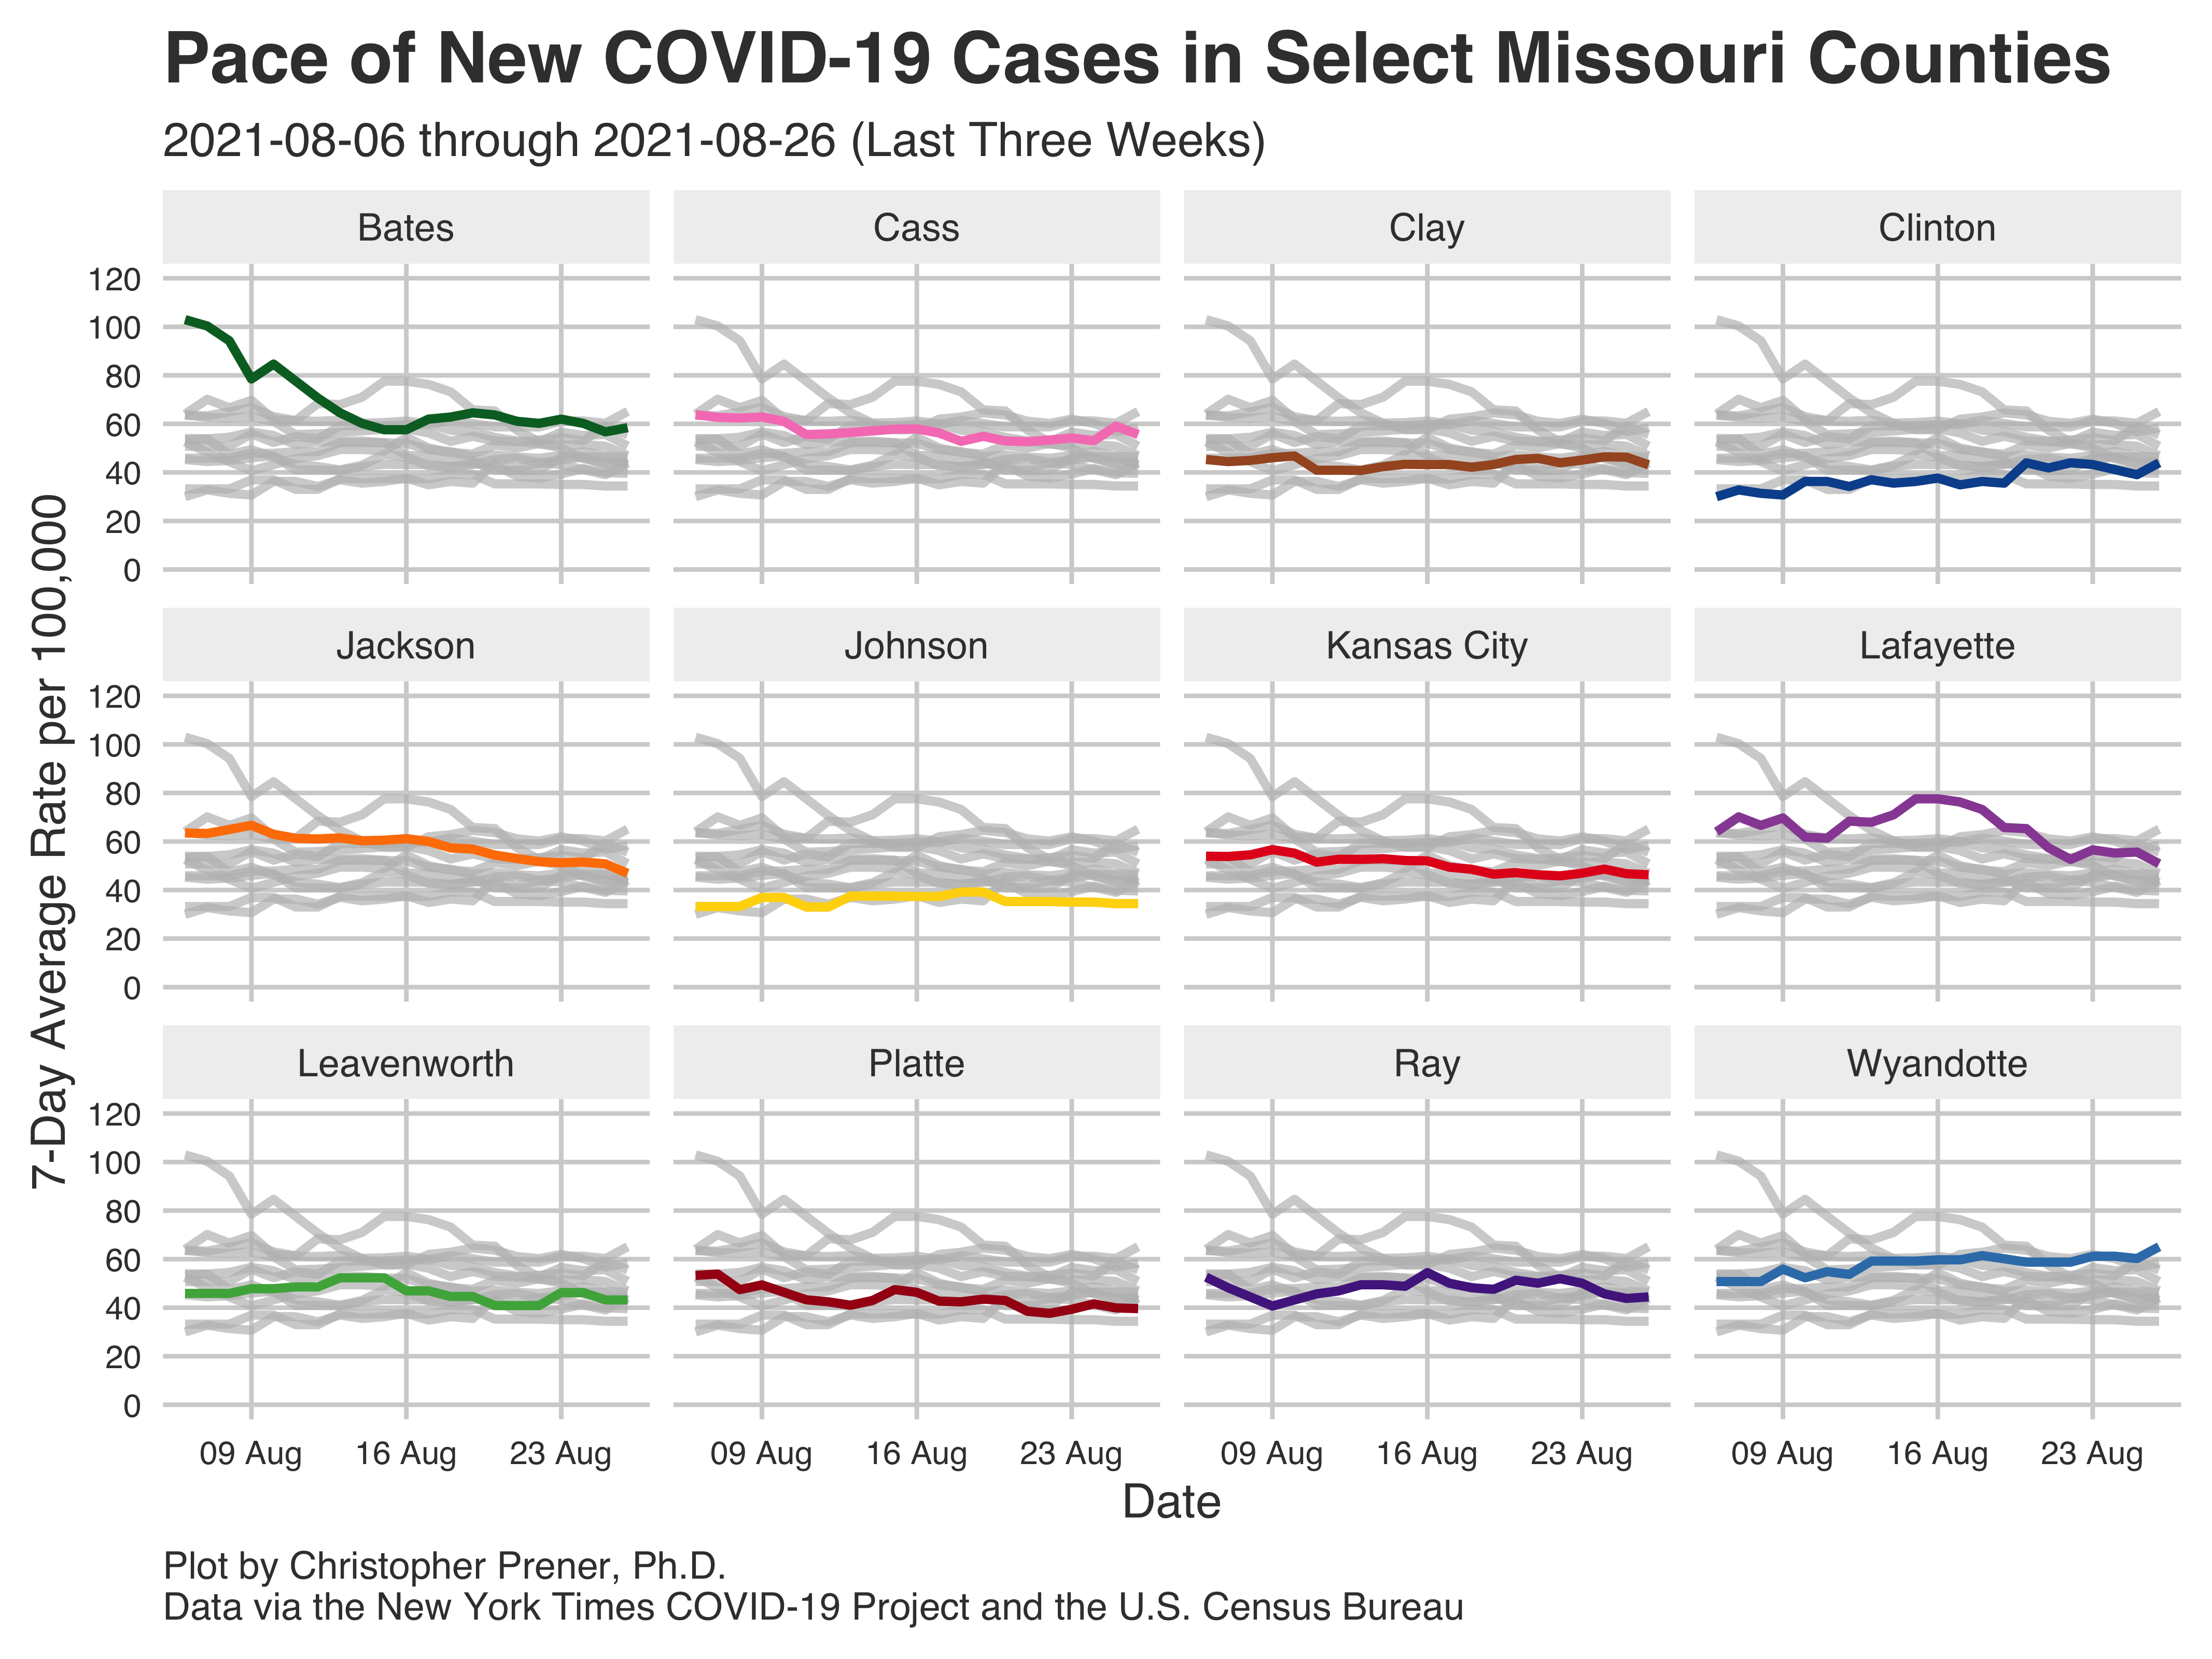 Pace of New COVID-19 Cases in Select Missouri Counties
2021-08-06 through 2021-08-26 (Last Three Weeks)
7-Day Average Rate per 100,000
Bates
Cass
Clay
Clinton
120
100
80
60
40
20
0
Jackson
Johnson
Kansas City
Lafayette
120
100
80
60
40
20
0
Leavenworth
Platte
Ray
Wyandotte
120
100
80
60
40
20
0
09 Aug 16 Aug 23 Aug
09 Aug 16 Aug 23 Aug
09 Aug 16 Aug 23 Aug
09 Aug 16 Aug 23 Aug
Date
Plot by Christopher Prener, Ph.D.
Data via the New York Times COVID-19 Project and the U.S. Census Bureau